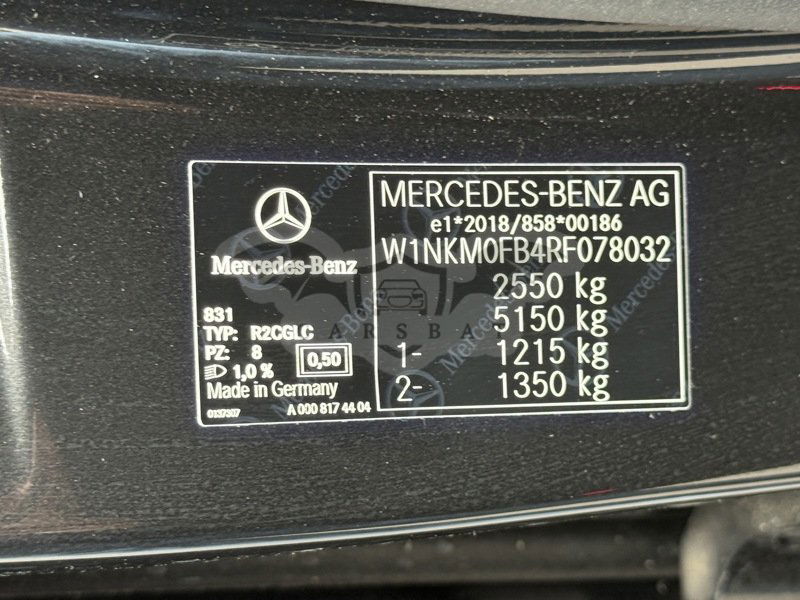 Mercedes-Benz
831
TYP: R2CGLC
PZ: 8
1,0 % 0,50
Made in Germany
0137307 A 000 817 44 04
MERCEDES-BENZ AG
e1*2018/858*00186
W1NKM0FB4RF078032
2550 kg
5150 kg
1- 1215 kg
2- 1350 kg